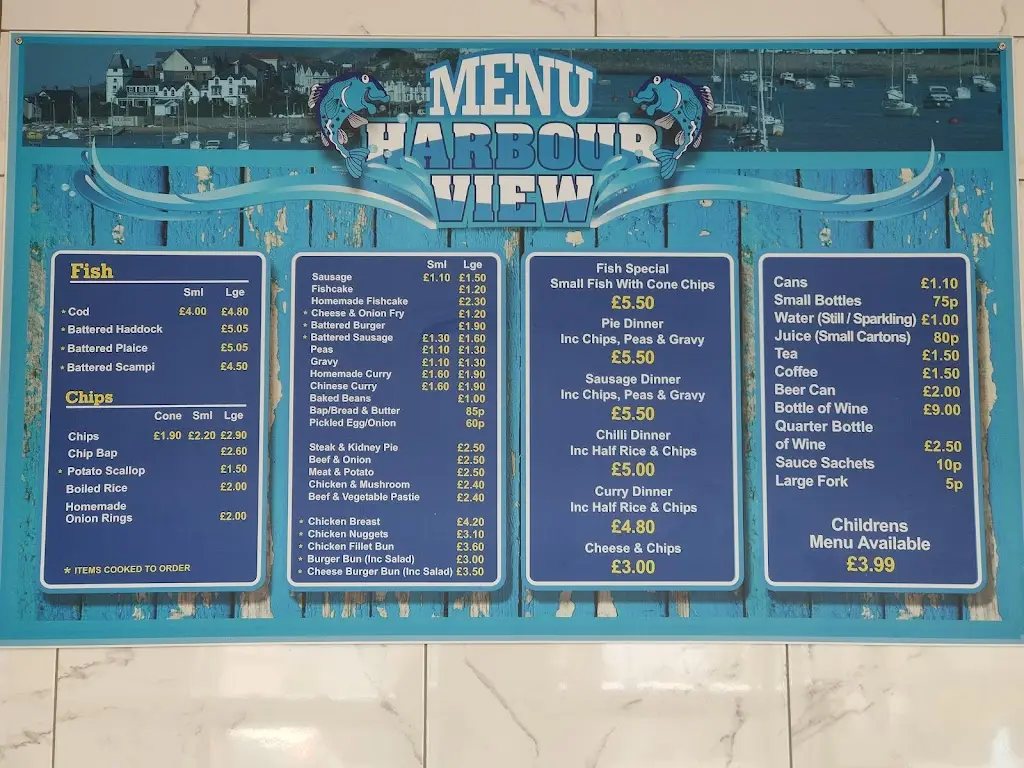 MENU
HARBOUR
VIEW
Fish
Sml Lge
* Cod £4.00 £4.80
* Battered Haddock £5.05
* Battered Plaice £5.05
* Battered Scampi £4.50
Chips
Cone Sml Lge
Chips £1.90 £2.20 £2.90
Chip Bap £2.60
* Potato Scallop £1.50
Boiled Rice £2.00
Homemade
Onion Rings £2.00
* ITEMS COOKED TO ORDER
Sml Lge
Sausage £1.10 £1.50
Fishcake £1.20
Homemade Fishcake £2.30
* Cheese & Onion Fry £1.20
* Battered Burger £1.90
* Battered Sausage £1.30 £1.60
Peas £1.10 £1.30
Gravy £1.10 £1.30
Homemade Curry £1.60 £1.90
Chinese Curry £1.60 £1.90
Baked Beans £1.00
Bap/Bread & Butter 85p
Pickled Egg/Onion 60p
Steak & Kidney Pie £2.50
Beef & Onion £2.50
Meat & Potato £2.50
Chicken & Mushroom £2.40
Beef & Vegetable Pastie £2.40
* Chicken Breast £4.20
* Chicken Nuggets £3.10
* Chicken Fillet Bun £3.60
* Burger Bun (Inc Salad) £3.00
* Cheese Burger Bun (Inc Salad) £3.50
Fish Special
Small Fish With Cone Chips
£5.50
Pie Dinner
Inc Chips, Peas & Gravy
£5.50
Sausage Dinner
Inc Chips, Peas & Gravy
£5.50
Chilli Dinner
Inc Half Rice & Chips
£5.00
Curry Dinner
Inc Half Rice & Chips
£4.80
Cheese & Chips
£3.00
Cans £1.10
Small Bottles 75p
Water (Still / Sparkling) £1.00
Juice (Small Cartons) 80p
Tea £1.50
Coffee £1.50
Beer Can £2.00
Bottle of Wine £9.00
Quarter Bottle
of Wine £2.50
Sauce Sachets 10p
Large Fork 5p
Childrens
Menu Available
£3.99